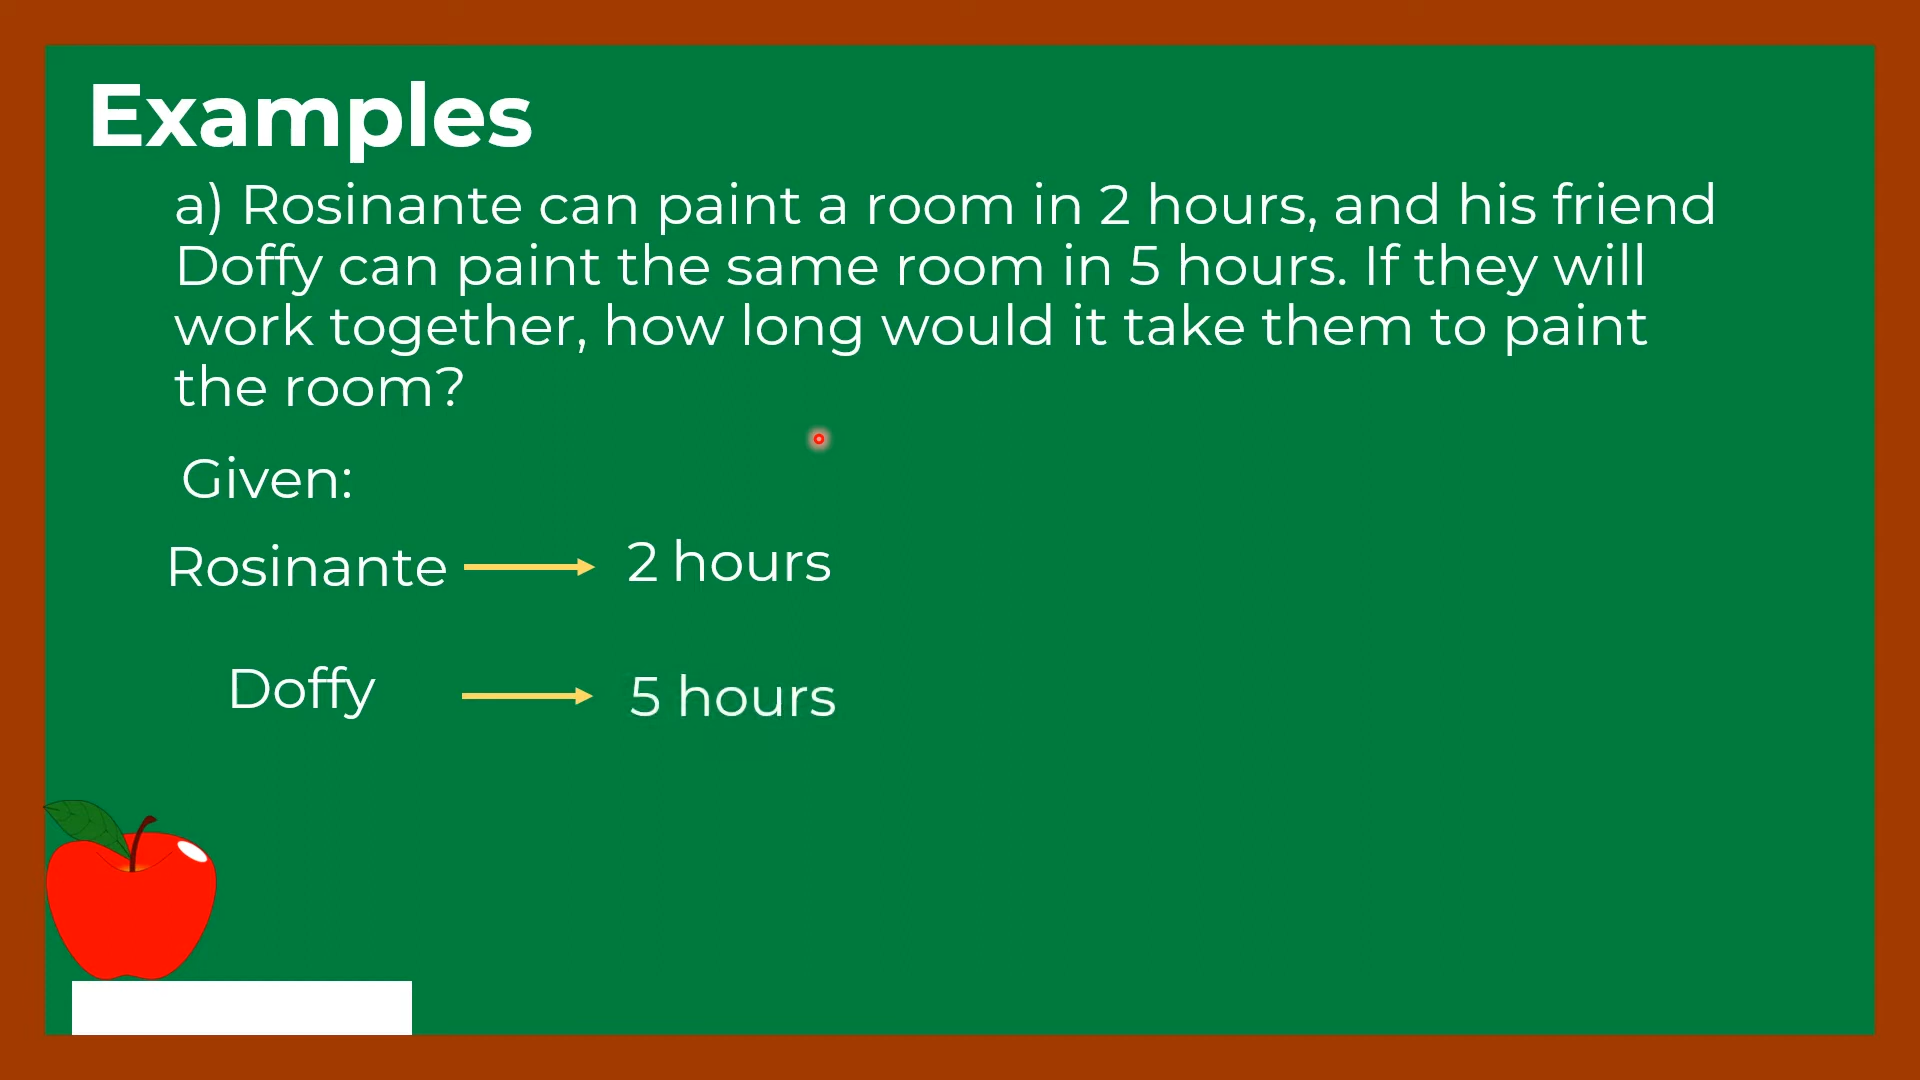 Examples
a) Rosinante can paint a room in 2 hours, and his friend
Doffy can paint the same room in 5 hours. If they will
work together, how long would it take them to paint
the room?
Given:
Rosinante 2 hours
Doffy 5 hours